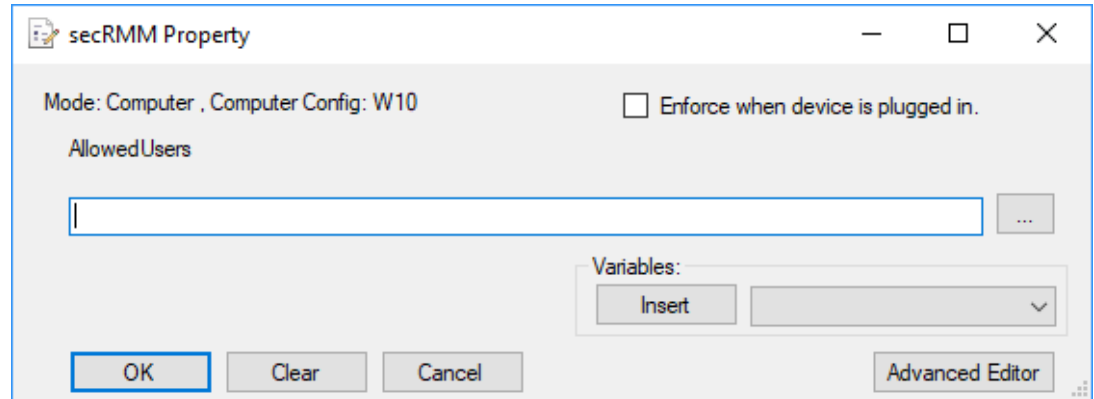 secRMM Property
Mode: Computer , Computer Config: W10
Enforce when device is plugged in.
AllowedUsers
...
Variables:
Insert
OK
Clear
Cancel
Advanced Editor